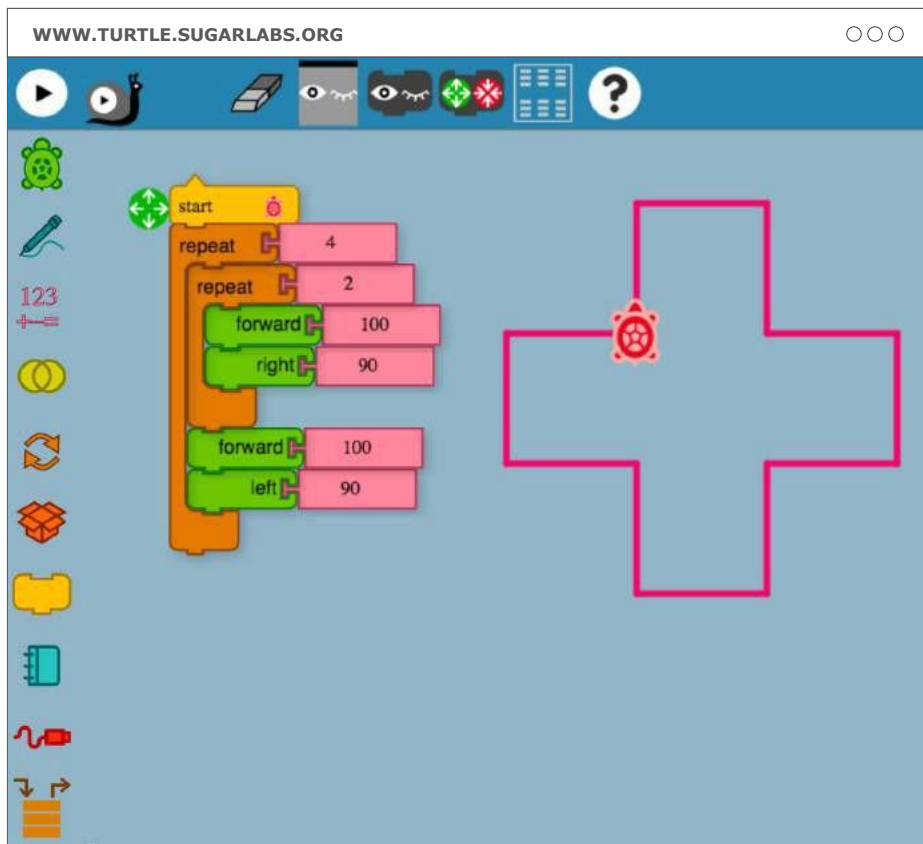 WWW.TURTLE.SUGARLABS.ORG
?
123
+−=
start
repeat 4
repeat 2
forward 100
right 90
forward 100
left 90